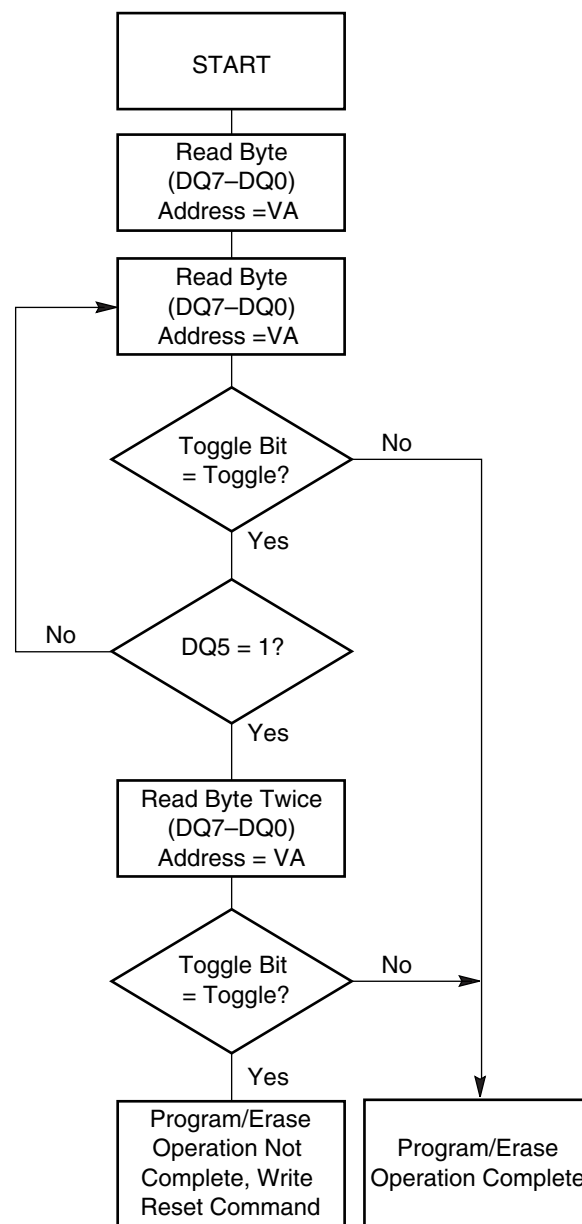 START
Read Byte
(DQ7–DQ0)
Address =VA
Read Byte
(DQ7–DQ0)
Address =VA
Toggle Bit
= Toggle?
No
Yes
No
DQ5 = 1?
Yes
Read Byte Twice
(DQ7–DQ0)
Address = VA
Toggle Bit
= Toggle?
No
Yes
Program/Erase
Operation Not
Complete, Write
Reset Command
Program/Erase
Operation Complete